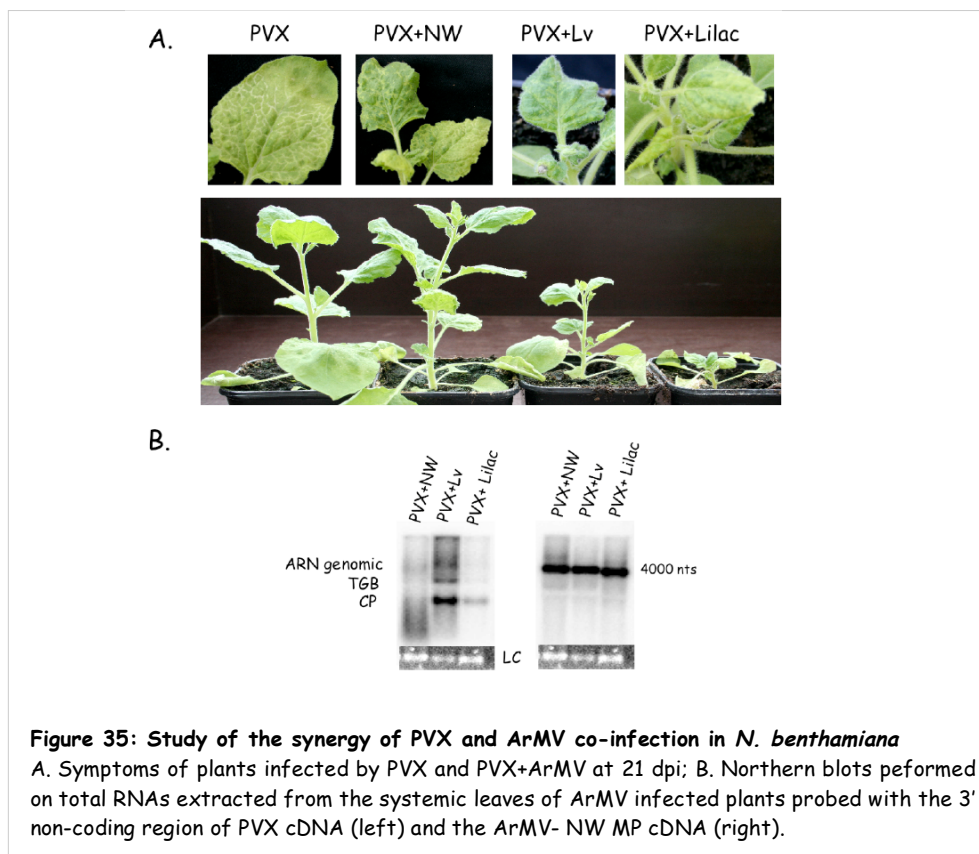 A.
PVX PVX+NW PVX+Lv PVX+Lilac
B.
PVX+NW PVX+Lv PVX+ Lilac PVX+NW PVX+Lv PVX+ Lilac
ARN genomic
TGB
CP
4000 nts
LC
Figure 35: Study of the synergy of PVX and ArMV co-infection in N. benthamiana
A. Symptoms of plants infected by PVX and PVX+ArMV at 21 dpi; B. Northern blots peformed
on total RNAs extracted from the systemic leaves of ArMV infected plants probed with the 3'
non-coding region of PVX cDNA (left) and the ArMV- NW MP cDNA (right).